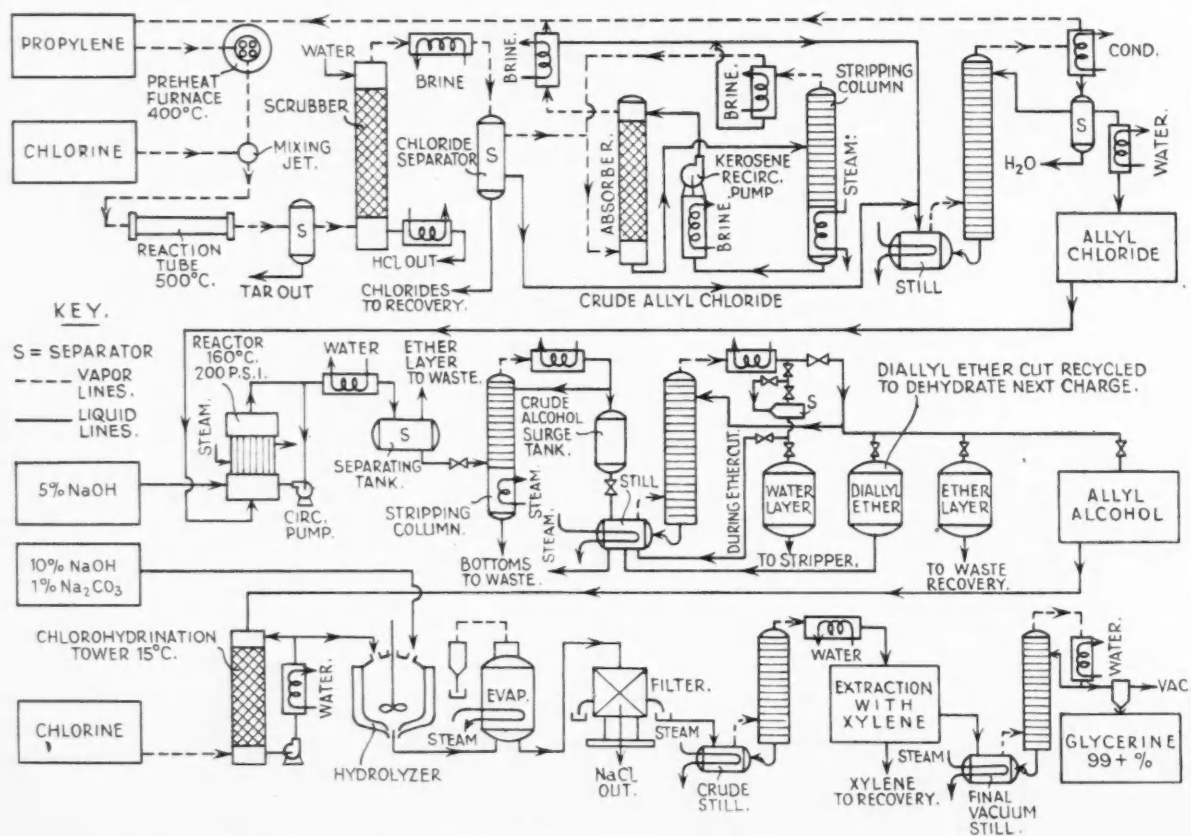 PROPYLENE
PREHEAT
FURNACE
400°C.
CHLORINE
MIXING
JET.
REACTION
TUBE
500°C.
S
TAR OUT
WATER
SCRUBBER
BRINE
HCl OUT
CHLORIDE
SEPARATOR
S
CHLORIDES
TO RECOVERY.
BRINE.
ABSORBER.
BRINE.
KEROSENE
RECIRC.
PUMP
BRINE.
STRIPPING
COLUMN
STEAM.
CRUDE ALLYL CHLORIDE
STILL
COND.
S
H2O
WATER.
ALLYL
CHLORIDE
KEY.
S = SEPARATOR
VAPOR
LINES.
LIQUID
LINES.
REACTOR
160°C.
200 P.S.I.
STEAM.
5% NaOH
CIRC.
PUMP.
WATER
ETHER
LAYER
TO WASTE.
S
SEPARATING
TANK.
STRIPPING
COLUMN.
STEAM.
BOTTOMS
TO WASTE.
CRUDE
ALCOHOL
SURGE
TANK.
STILL
STEAM.
WATER
DURING ETHER CUT.
S
DIALLYL ETHER CUT RECYCLED
TO DEHYDRATE NEXT CHARGE.
WATER
LAYER
TO STRIPPER.
DIALLYL
ETHER
ETHER
LAYER
TO WASTE
RECOVERY.
ALLYL
ALCOHOL
10% NaOH
1% Na2CO3
CHLOROHYDRINATION
TOWER 15°C.
CHLORINE
WATER.
HYDROLYZER
EVAP.
STEAM
FILTER.
NaCl
OUT.
STEAM
CRUDE
STILL.
WATER
EXTRACTION
WITH
XYLENE
XYLENE
TO RECOVERY.
STEAM
FINAL
VACUUM
STILL.
WATER.
VAC
GLYCERINE
99 + %